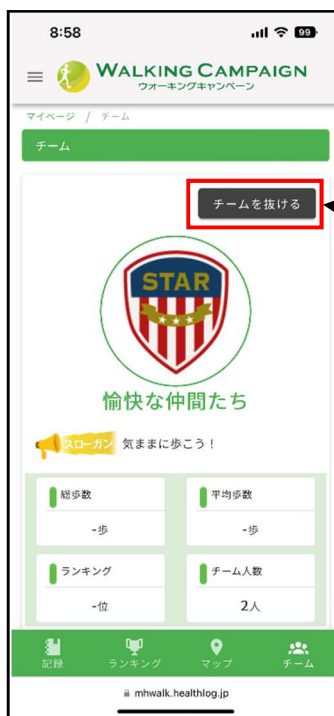 8:58
99
WALKING CAMPAIGN
ウォーキングキャンペーン
マイページ / チーム
チーム
チームを抜ける
STAR
愉快な仲間たち
スローガン 気ままに歩こう！
総歩数
-歩
平均歩数
-歩
ランキング
-位
チーム人数
2人
記録 ランキング マップ チーム
mhwalk.healthlog.jp